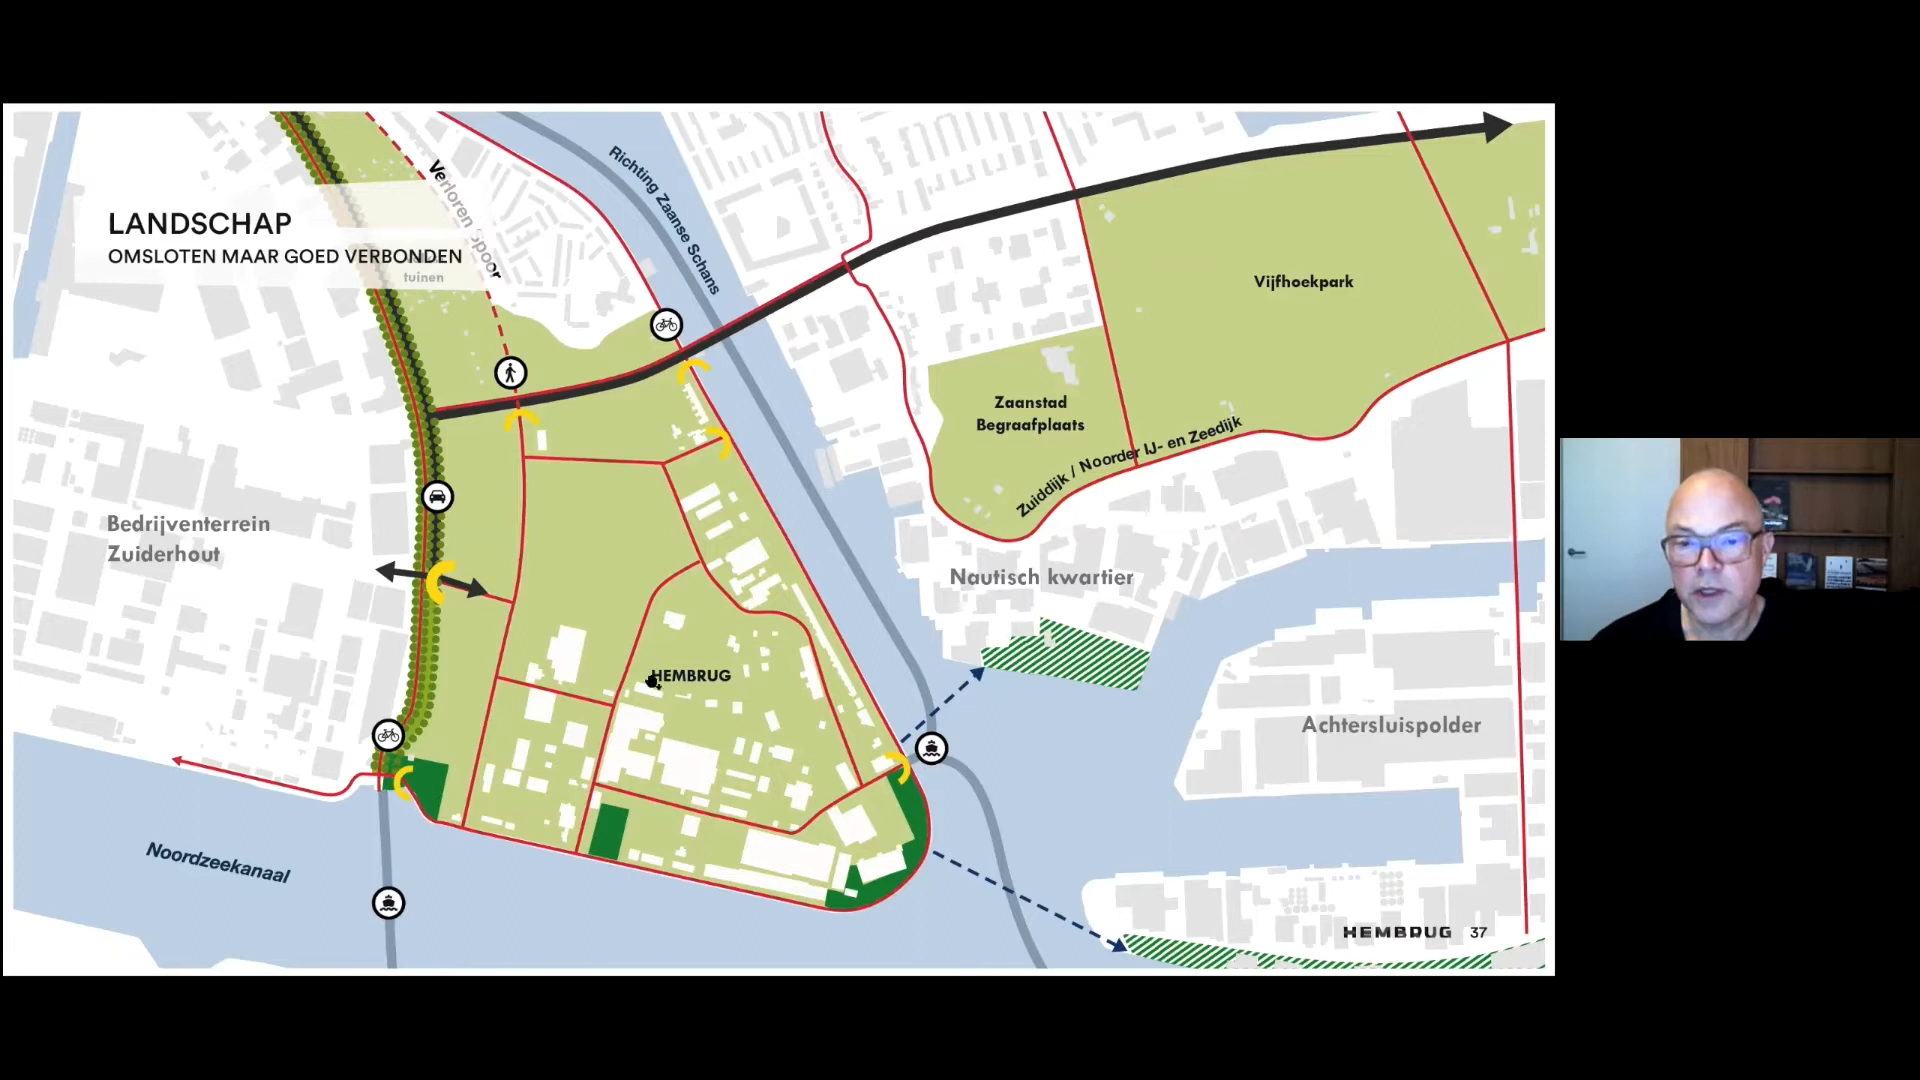 LANDSCHAP
OMSLOTEN MAAR GOED VERBONDEN
tuinen
Verloren Spoor
Richting Zaanse Schans
Vijfhoekpark
Zaanstad
Begraafplaats
Zuiddijk / Noorder IJ- en Zeedijk
Bedrijventerrein
Zuiderhout
Nautisch kwartier
HEMBRUG
Achtersluispolder
Noordzeekanaal
HEMBRUG 37